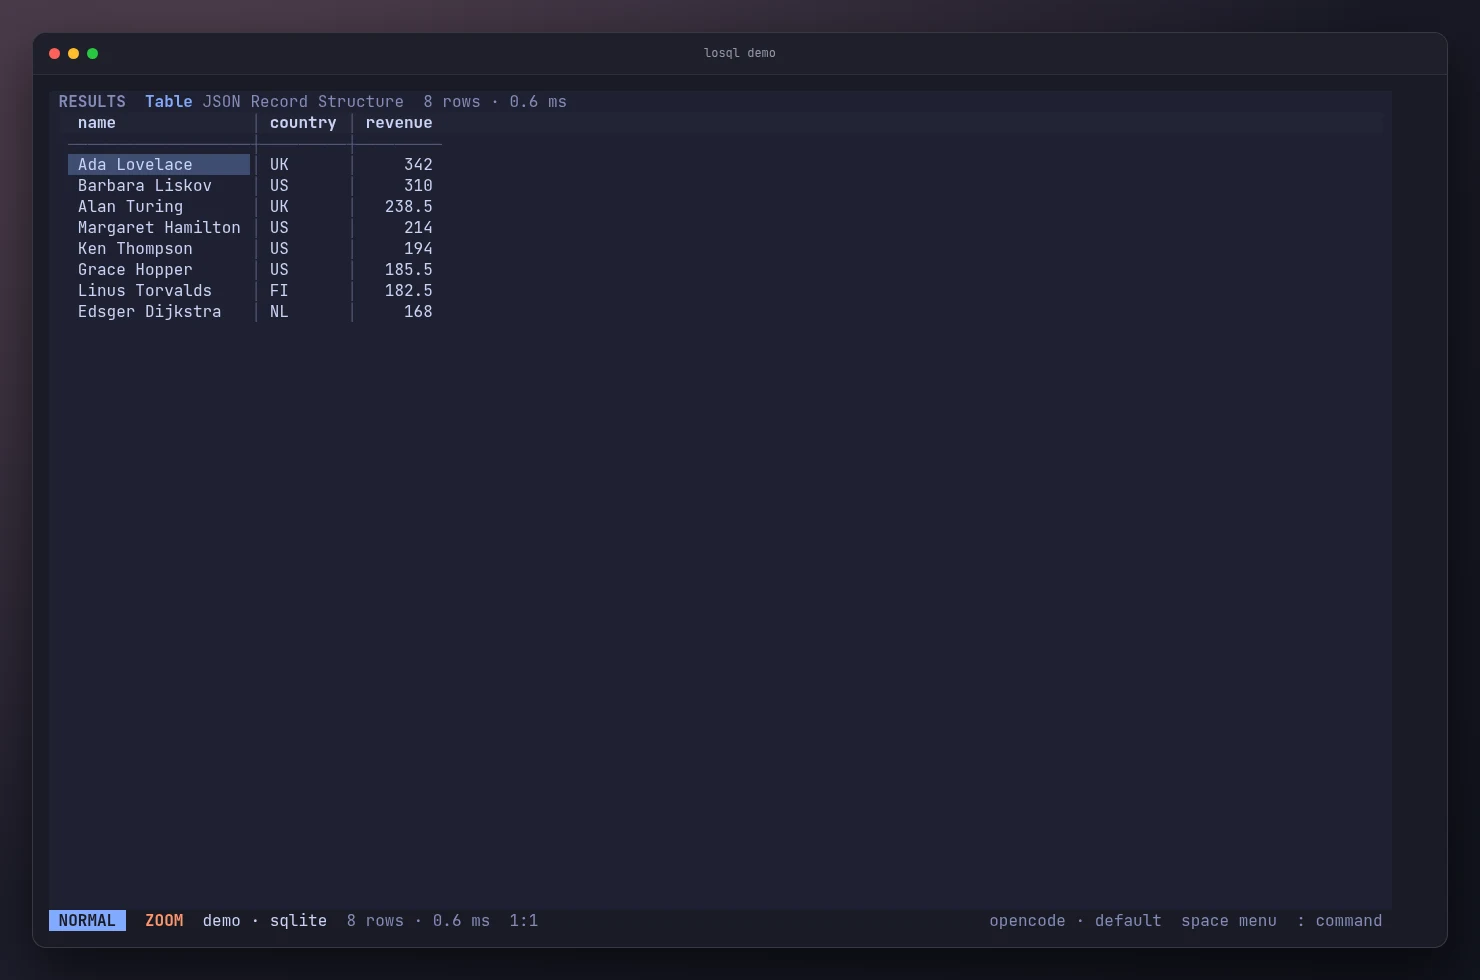 losql demo
RESULTS Table JSON Record Structure 8 rows · 0.6 ms
name country revenue
Ada Lovelace UK 342
Barbara Liskov US 310
Alan Turing UK 238.5
Margaret Hamilton US 214
Ken Thompson US 194
Grace Hopper US 185.5
Linus Torvalds FI 182.5
Edsger Dijkstra NL 168
NORMAL ZOOM demo · sqlite 8 rows · 0.6 ms 1:1 opencode · default space menu : command